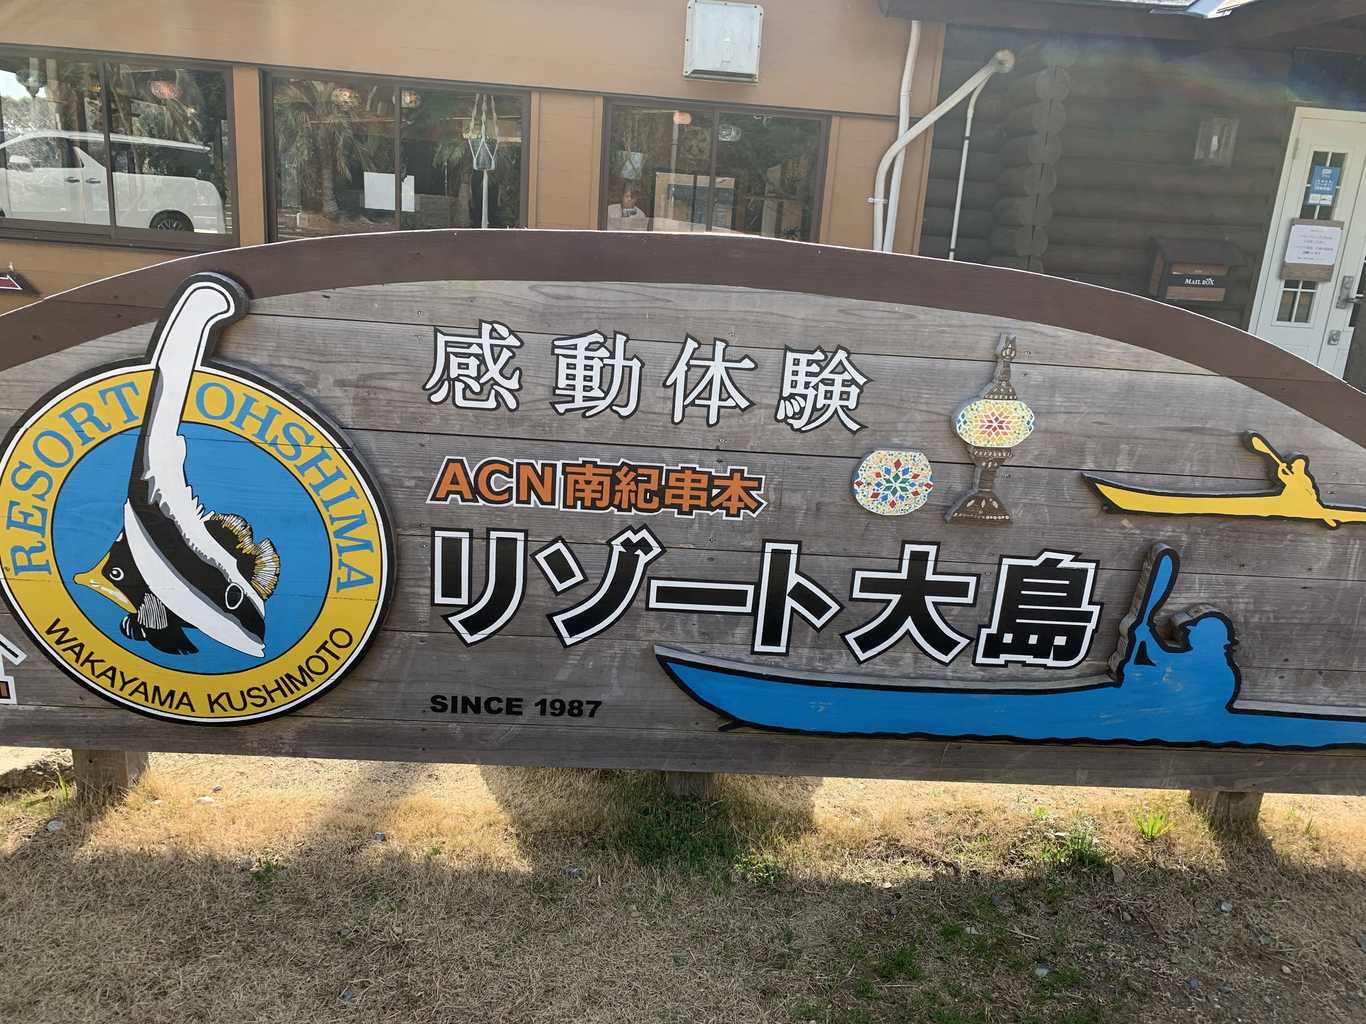 感動体験
ACN南紀串本
リゾート大島
SINCE 1987
RESORT OHSHIMA
WAKAYAMA KUSHIMOTO
MAIL BOX